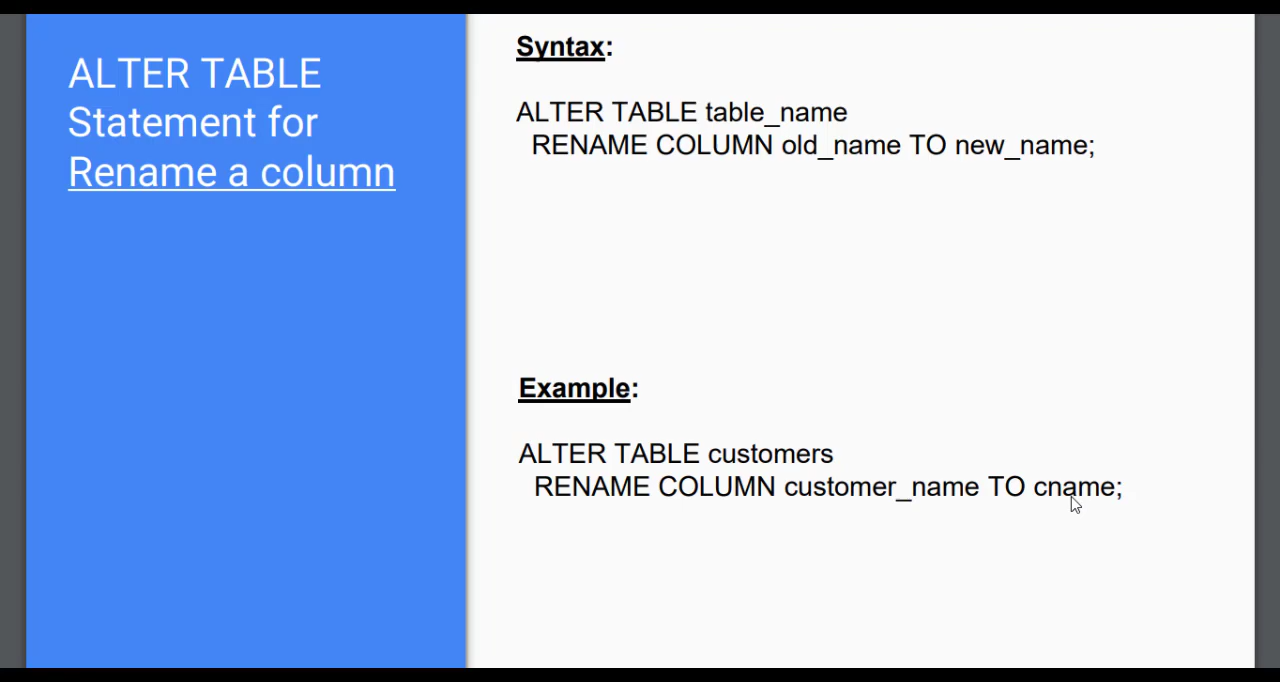 ALTER TABLE
Statement for
Rename a column
Syntax:
ALTER TABLE table_name
RENAME COLUMN old_name TO new_name;
Example:
ALTER TABLE customers
RENAME COLUMN customer_name TO cname;